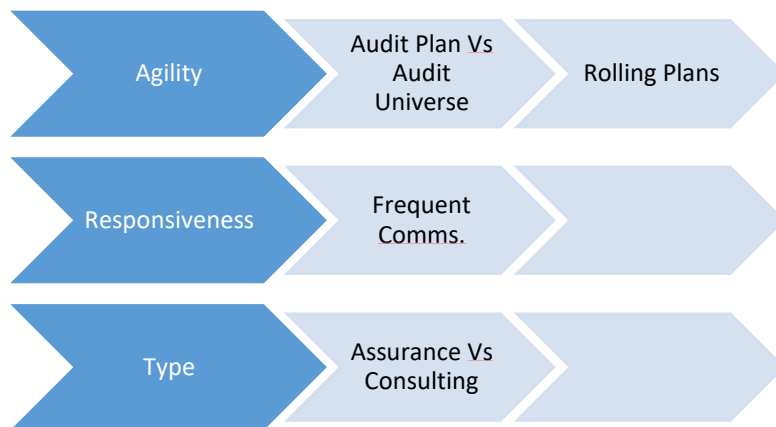 Agility
Audit Plan Vs
Audit
Universe
Rolling Plans
Responsiveness
Frequent
Comms.
Type
Assurance Vs
Consulting